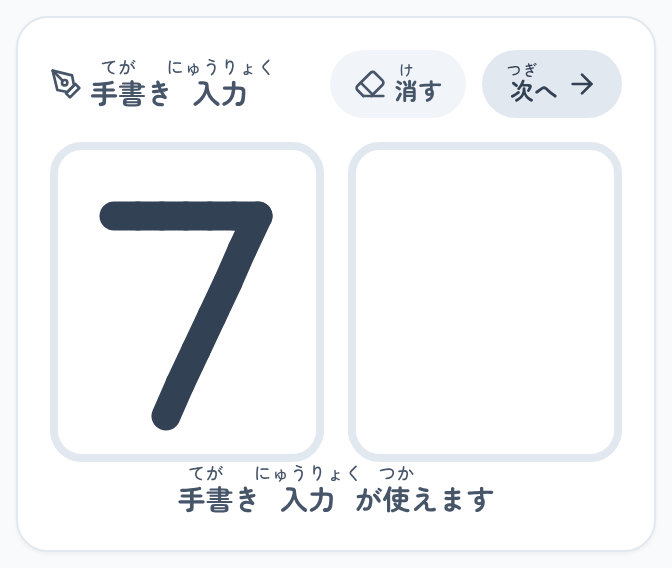 てが にゅうりょく
手書き 入力
け
消す
つぎ
次へ
7
てが にゅうりょく つか
手書き 入力 が使えます